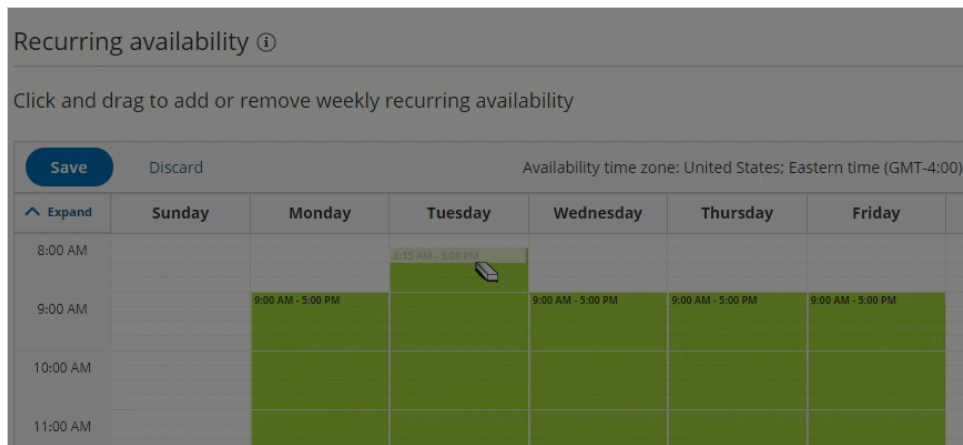 Recurring availability
Click and drag to add or remove weekly recurring availability
Save Discard Availability time zone: United States; Eastern time (GMT-4:00)
Expand Sunday Monday Tuesday Wednesday Thursday Friday
8:00 AM
8:15 AM - 5:00 PM
9:00 AM - 5:00 PM 9:00 AM - 5:00 PM 9:00 AM - 5:00 PM 9:00 AM - 5:00 PM
9:00 AM
10:00 AM
11:00 AM